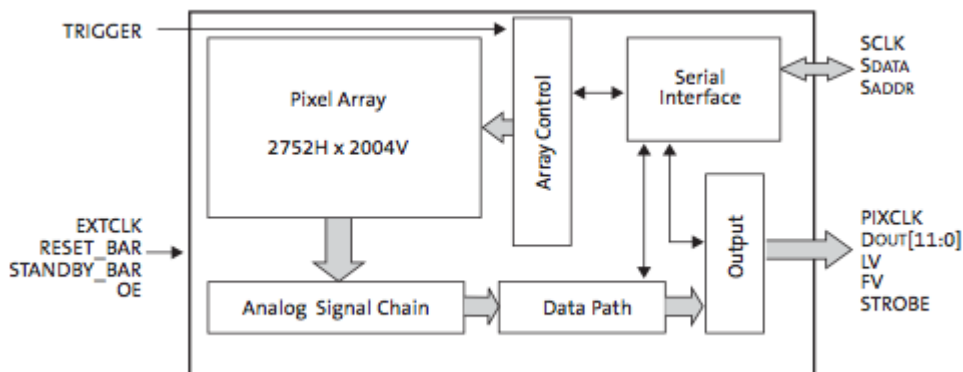 TRIGGER
Pixel Array
2752H x 2004V
Array Control
Serial
Interface
SCLK
SDATA
SADDR
EXTCLK
RESET_BAR
STANDBY_BAR
OE
Analog Signal Chain
Data Path
Output
PIXCLK
DOUT[11:0]
LV
FV
STROBE